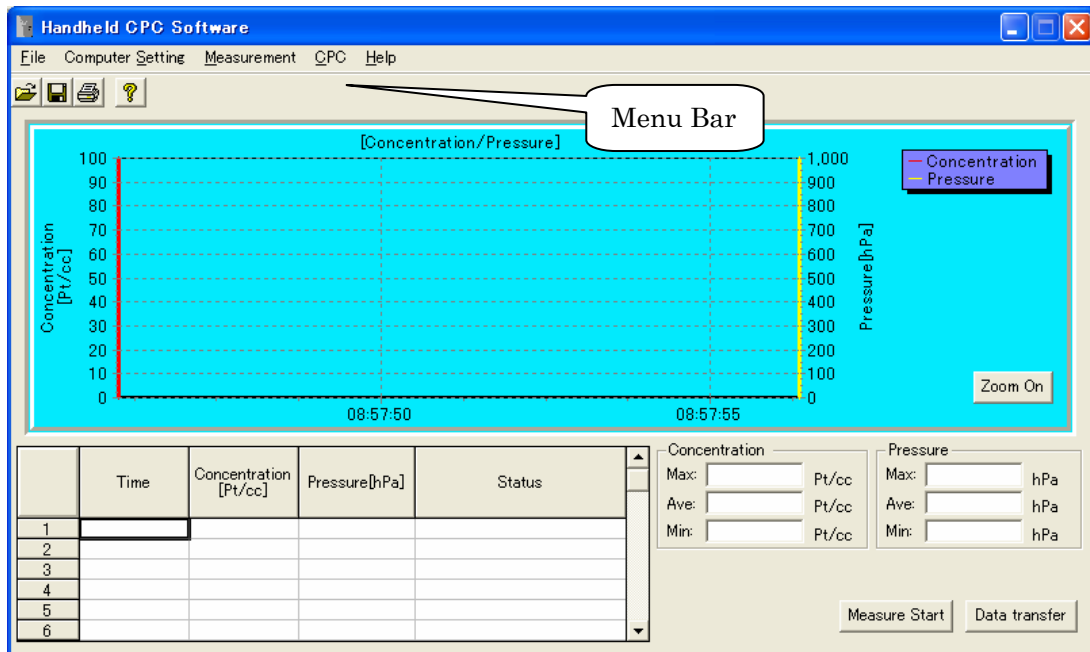 Handheld CPC Software
File Computer Setting Measurement CPC Help
Menu Bar
[Concentration/Pressure]
Concentration
[Pt/cc]
100
90
80
70
60
50
40
30
20
10
0
08:57:50 08:57:55
1,000
900
800
700
600
500
400
300
200
100
0
Pressure[hPa]
Concentration
Pressure
Zoom On
Time Concentration [Pt/cc] Pressure[hPa] Status
1
2
3
4
5
6
Concentration
Max: Pt/cc
Ave: Pt/cc
Min: Pt/cc
Pressure
Max: hPa
Ave: hPa
Min: hPa
Measure Start Data transfer